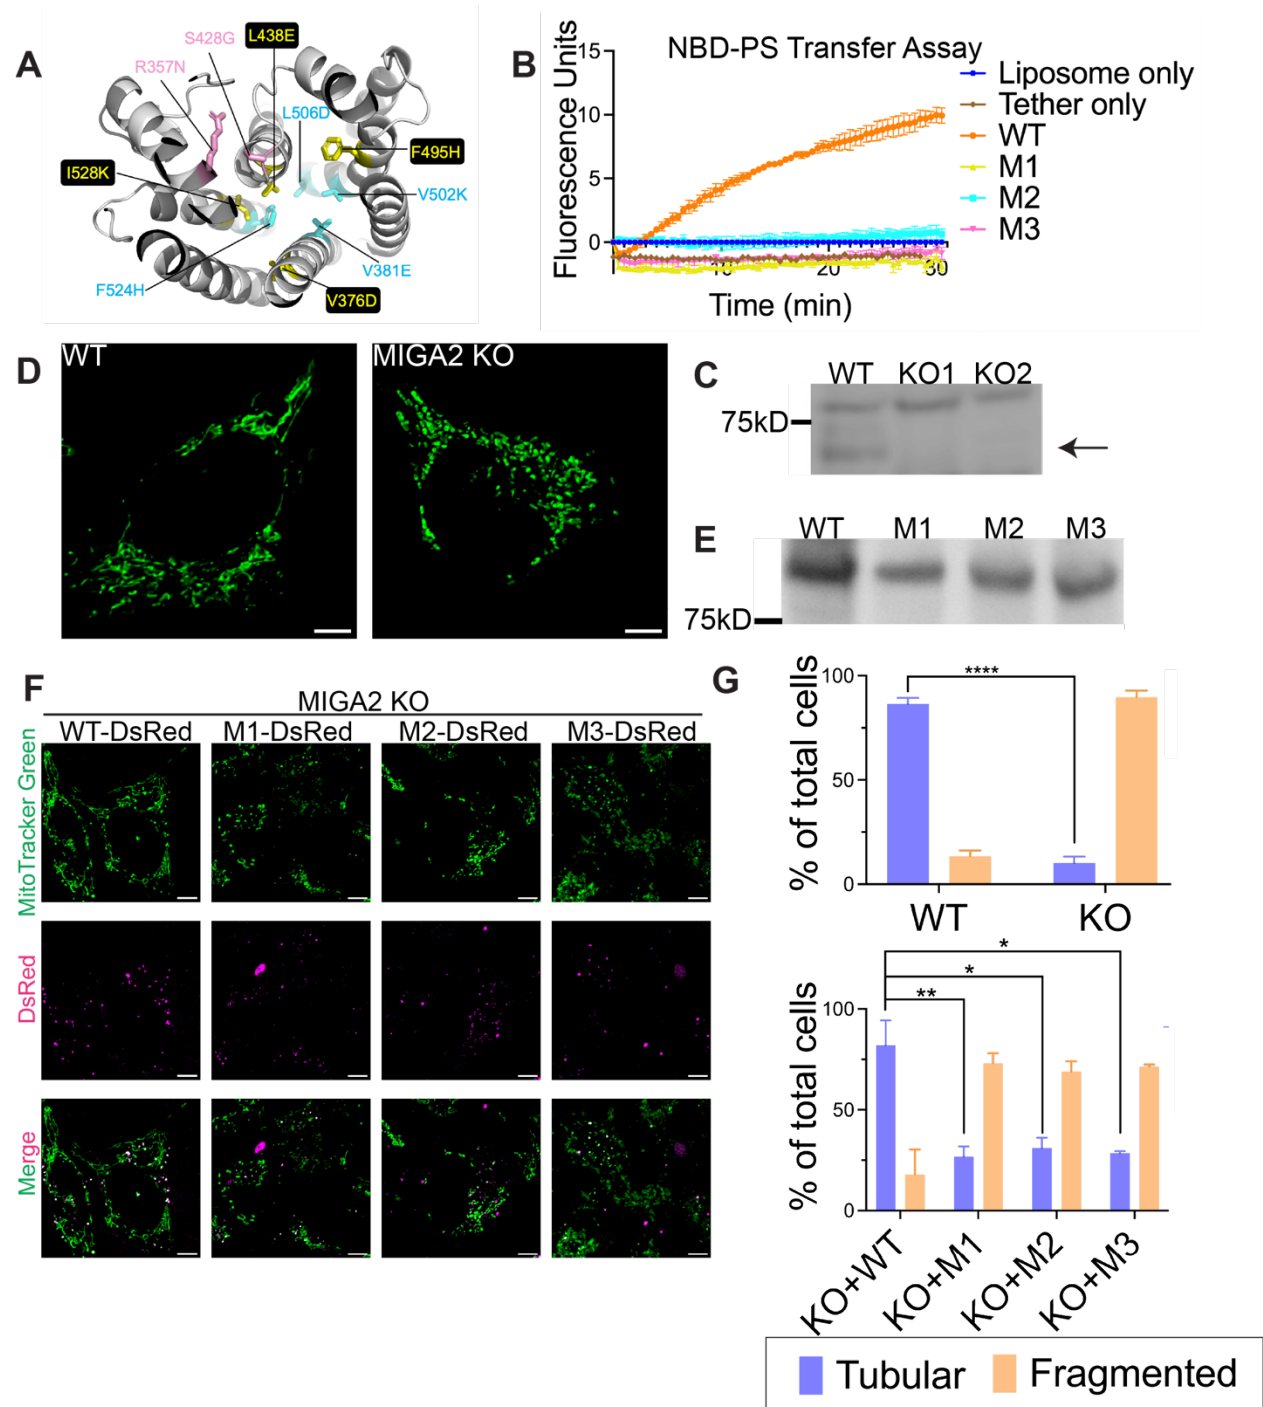 A
S428G
L438E
R357N
L506D
F495H
I528K
V502K
V381E
F524H
V376D
B
NBD-PS Transfer Assay
Fluorescence Units
15
10
5
0
20
30
Time (min)
Liposome only
Tether only
WT
M1
M2
M3
D
WT
MIGA2 KO
C
WT KO1 KO2
75kD
E
WT M1 M2 M3
75kD
F
MIGA2 KO
WT-DsRed M1-DsRed M2-DsRed M3-DsRed
MitoTracker Green
DsRed
Merge
G
% of total cells
100
50
0
****
WT KO
% of total cells
100
50
0
*
*
**
KO+WT KO+M1 KO+M2 KO+M3
Tubular Fragmented